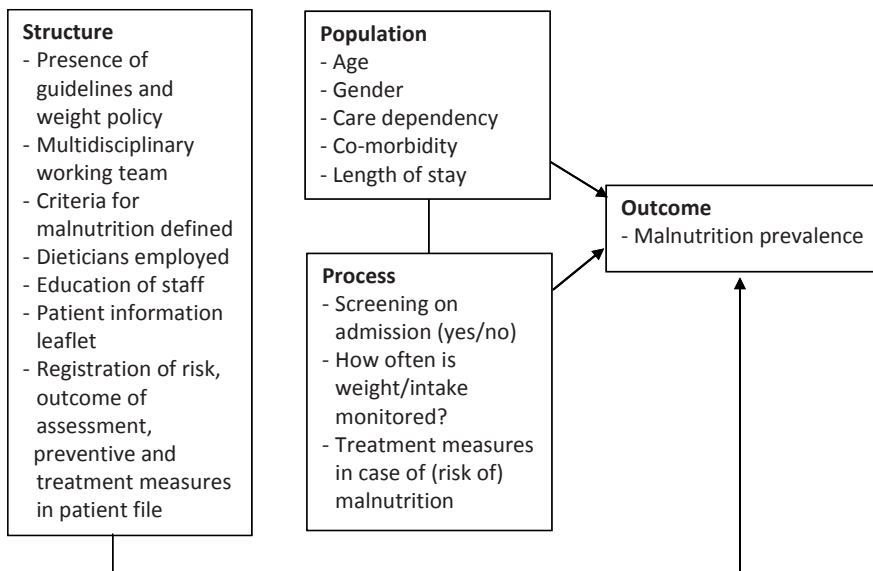 Structure
- Presence of
guidelines and
weight policy
- Multidisciplinary
working team
- Criteria for
malnutrition defined
- Dieticians employed
- Education of staff
- Patient information
leaflet
- Registration of risk,
outcome of
assessment,
preventive and
treatment measures
in patient file
Population
- Age
- Gender
- Care dependency
- Co-morbidity
- Length of stay
Process
- Screening on
admission (yes/no)
- How often is
weight/intake
monitored?
- Treatment measures
in case of (risk of)
malnutrition
Outcome
- Malnutrition prevalence